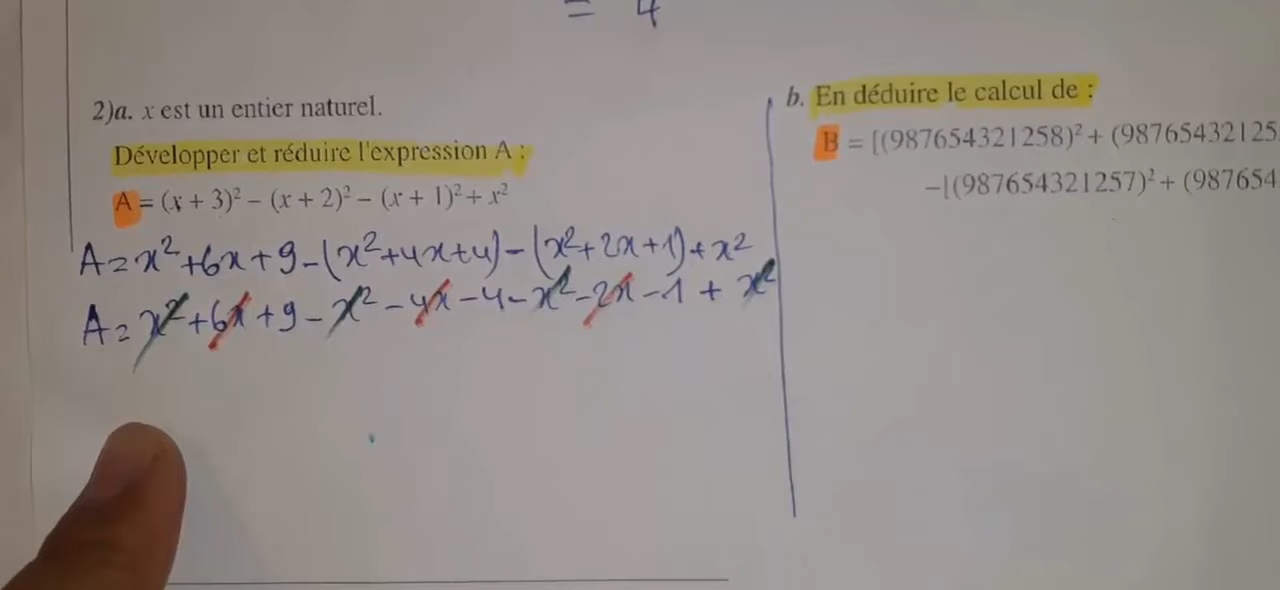 = 4
2)a. x est un entier naturel.
Développer et réduire l'expression A :
A = (x + 3)² − (x + 2)² − (x + 1)² + x²
A = x² + 6x + 9 − (x² + 4x + 4) − (x² + 2x + 1) + x²
A = x² + 6x + 9 − x² − 4x − 4 − x² − 2x − 1 + x²
b. En déduire le calcul de :
B = [(987654321258)² + (98765432125
−[(987654321257)² + (987654